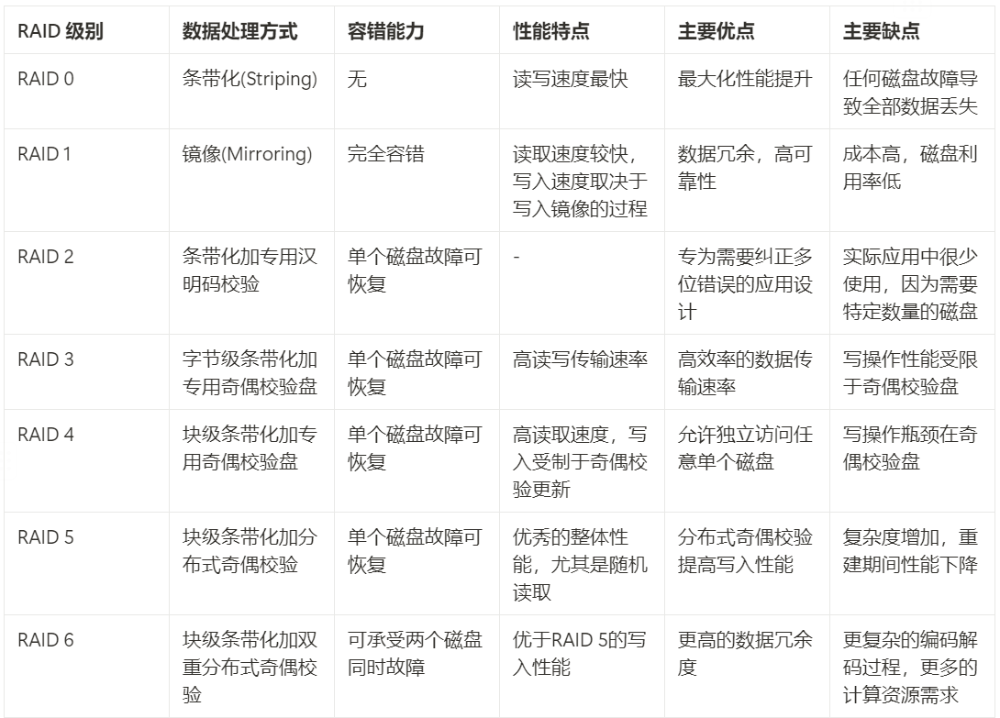 RAID 级别 数据处理方式 容错能力 性能特点 主要优点 主要缺点
RAID 0 条带化(Striping) 无 读写速度最快 最大化性能提升 任何磁盘故障导
致全部数据丢失
RAID 1 镜像(Mirroring) 完全容错 读取速度较快， 数据冗余，高可 成本高，磁盘利
写入速度取决于 靠性 用率低
写入镜像的过程
RAID 2 条带化加专用汉 单个磁盘故障可 - 专为需要纠正多 实际应用中很少
明码校验 恢复 位错误的应用设 使用，因为需要
计 特定数量的磁盘
RAID 3 字节级条带化加 单个磁盘故障可 高读写传输速率 高效率的数据传 写操作性能受限
专用奇偶校验盘 恢复 输速率 于奇偶校验盘
RAID 4 块级条带化加专 单个磁盘故障可 高读取速度，写 允许独立访问任 写操作瓶颈在奇
用奇偶校验盘 恢复 入受制于奇偶校 意单个磁盘 偶校验盘
验更新
RAID 5 块级条带化加分 单个磁盘故障可 优秀的整体性 分布式奇偶校验 复杂度增加，重
布式奇偶校验 恢复 能，尤其是随机 提高写入性能 建期间性能下降
读取
RAID 6 块级条带化加双 可承受两个磁盘 优于RAID 5的写 更高的数据冗余 更复杂的编码解
重分布式奇偶校 同时故障 入性能 度 码过程，更多的
验 计算资源需求